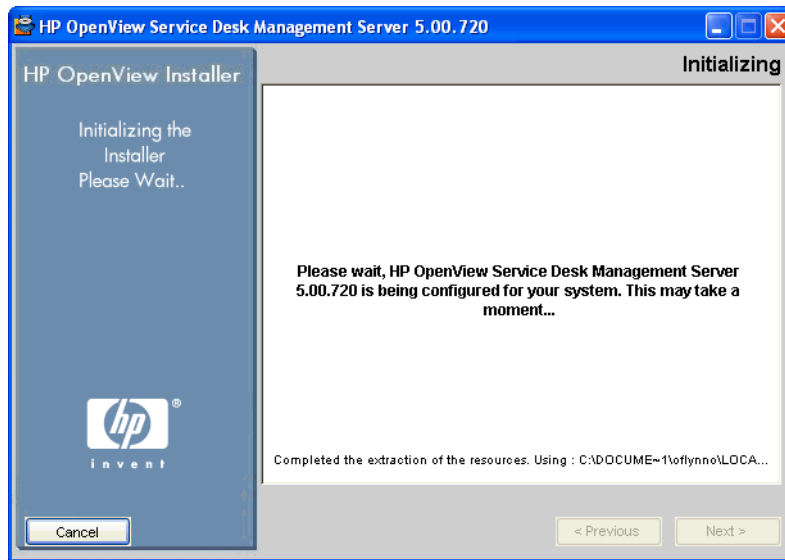 HP OpenView Service Desk Management Server 5.00.720
HP OpenView Installer
Initializing the
Installer
Please Wait..
Initializing
Please wait, HP OpenView Service Desk Management Server
5.00.720 is being configured for your system. This may take a
moment...
Completed the extraction of the resources. Using : C:\DOCUME~1\oflynno\LOCA...
hp
®
invent
Cancel
< Previous
Next >